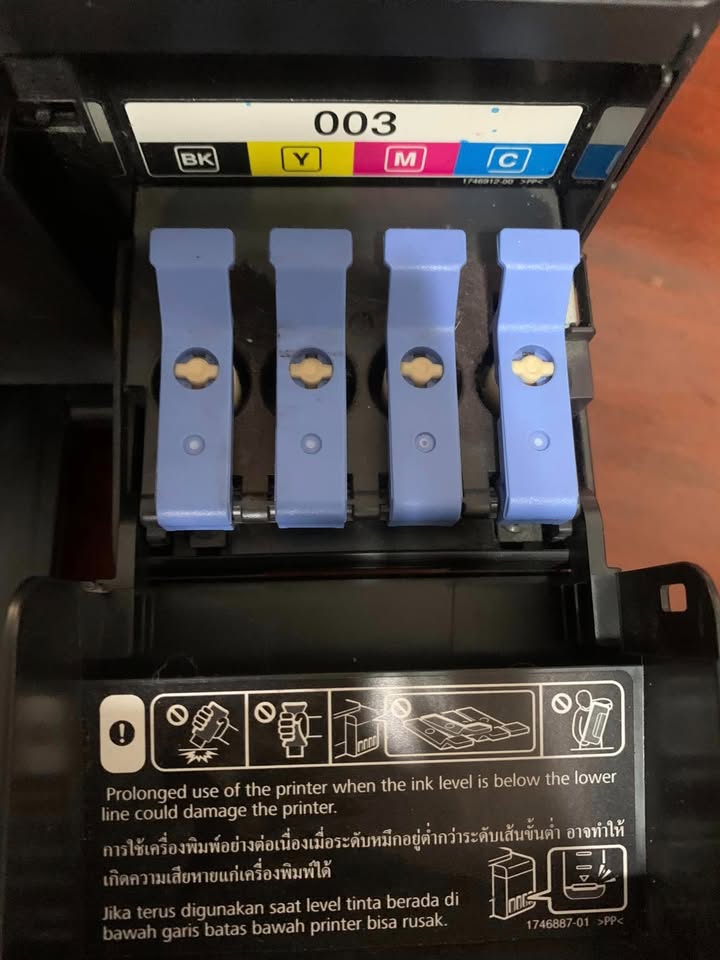 003
BK Y M C
1746912-00 >PP<
Prolonged use of the printer when the ink level is below the lower
line could damage the printer.
การใช้เครื่องพิมพ์อย่างต่อเนื่องเมื่อระดับหมึกอยู่ต่ำกว่าระดับเส้นขั้นต่ำ อาจทำให้
เกิดความเสียหายแก่เครื่องพิมพ์ได้
Jika terus digunakan saat level tinta berada di
bawah garis batas bawah printer bisa rusak.
1746887-01 >PP<